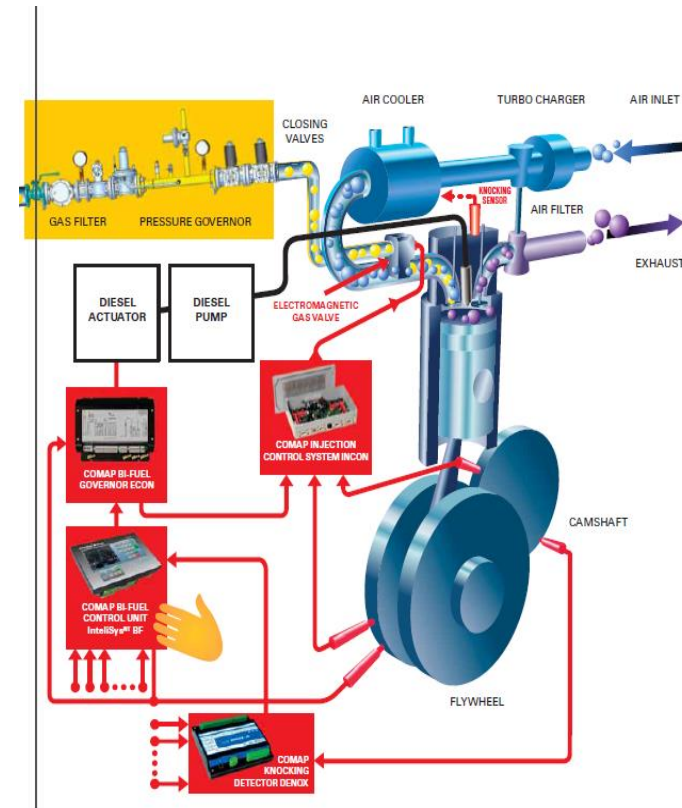 AIR COOLER
TURBO CHARGER
AIR INLET
CLOSING
VALVES
KNOCKING
SENSOR
GAS FILTER
PRESSURE GOVERNOR
AIR FILTER
EXHAUST
DIESEL
ACTUATOR
DIESEL
PUMP
ELECTROMAGNETIC
GAS VALVE
COMAP INJECTION
CONTROL SYSTEM INCON
COMAP BI-FUEL
GOVERNOR ECON
CAMSHAFT
COMAP BI-FUEL
CONTROL UNIT
InteliSysNT BF
FLYWHEEL
COMAP
KNOCKING
DETECTOR DENOX